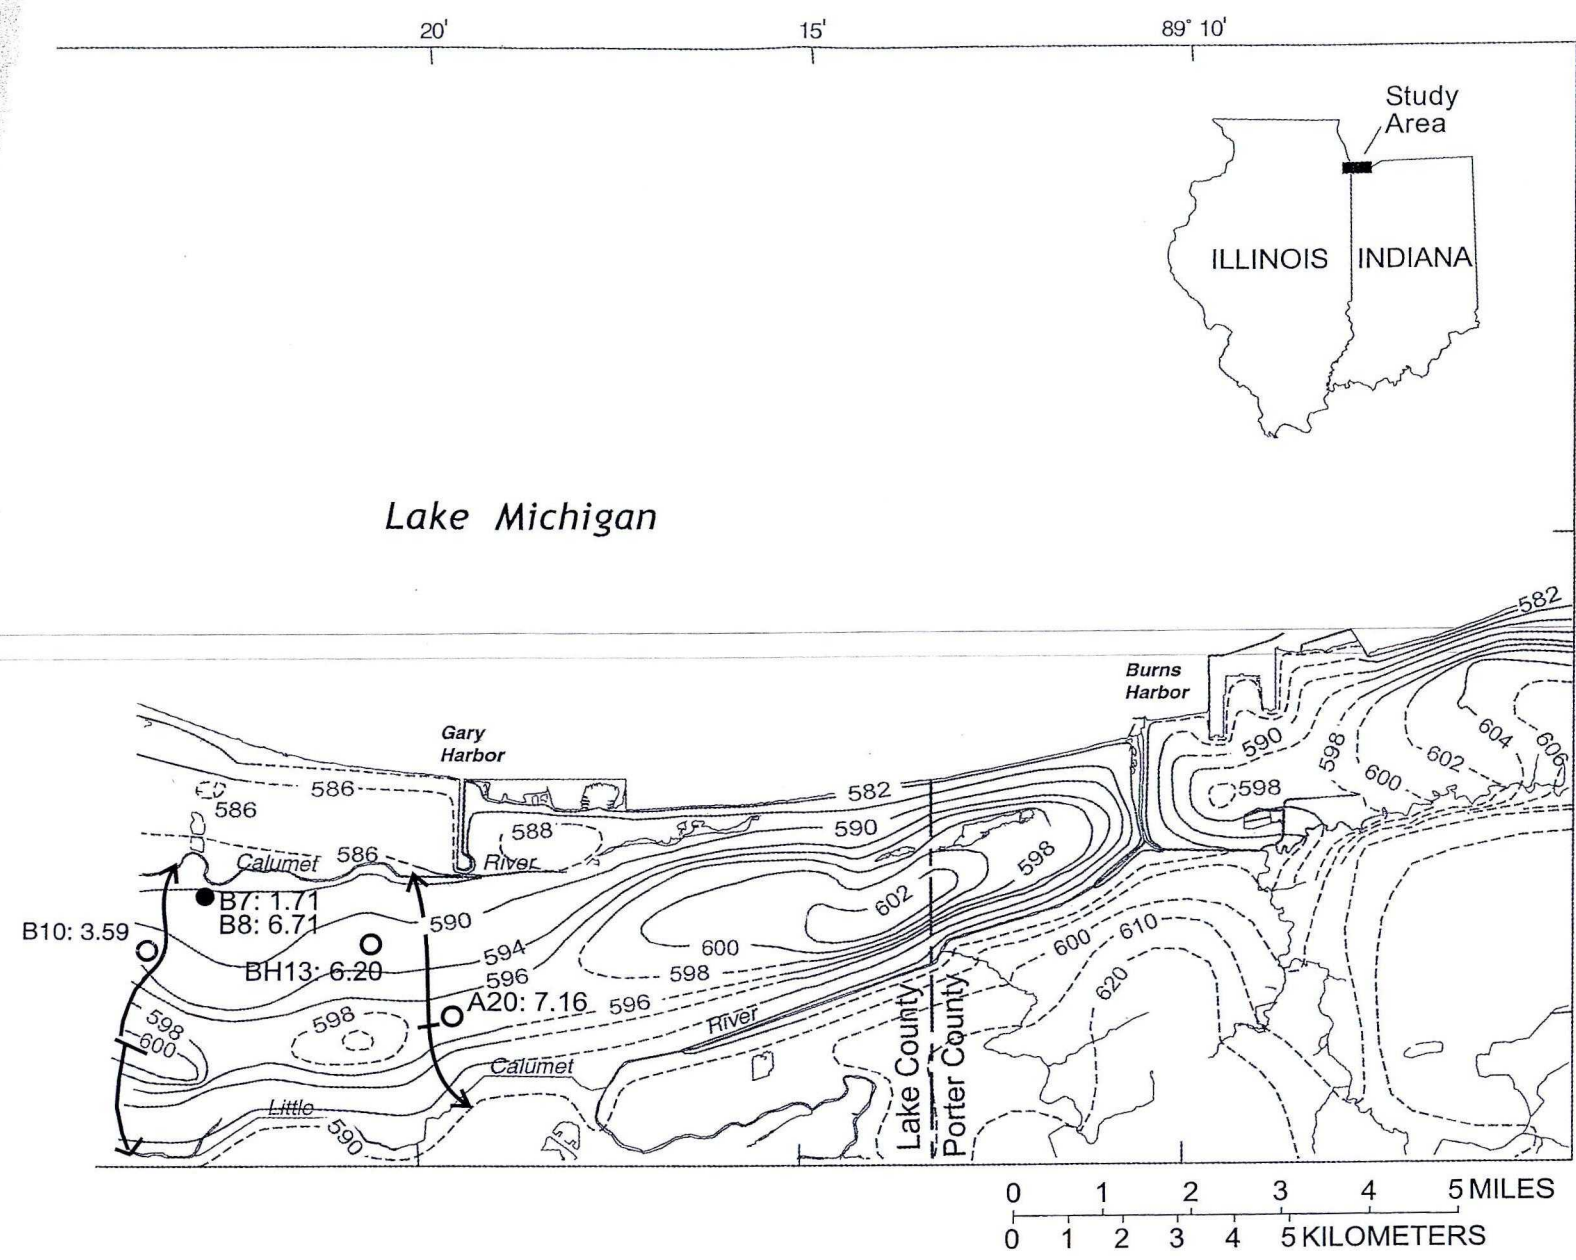 20'
15'
89° 10'
Study
Area
ILLINOIS
INDIANA
Lake Michigan
582
Burns
Harbor
Gary
Harbor
590
598
604
606
602
600
598
586
586
582
588
590
598
586
Calumet
River
602
B7: 1.71
B8: 6.71
590
B10: 3.59
594
600
600
610
BH13: 6.20
596
598
620
A20: 7.16
596
598
598
River
600
Calumet
Lake County
Porter County
Little
590
0 1 2 3 4 5 MILES
0 1 2 3 4 5 KILOMETERS